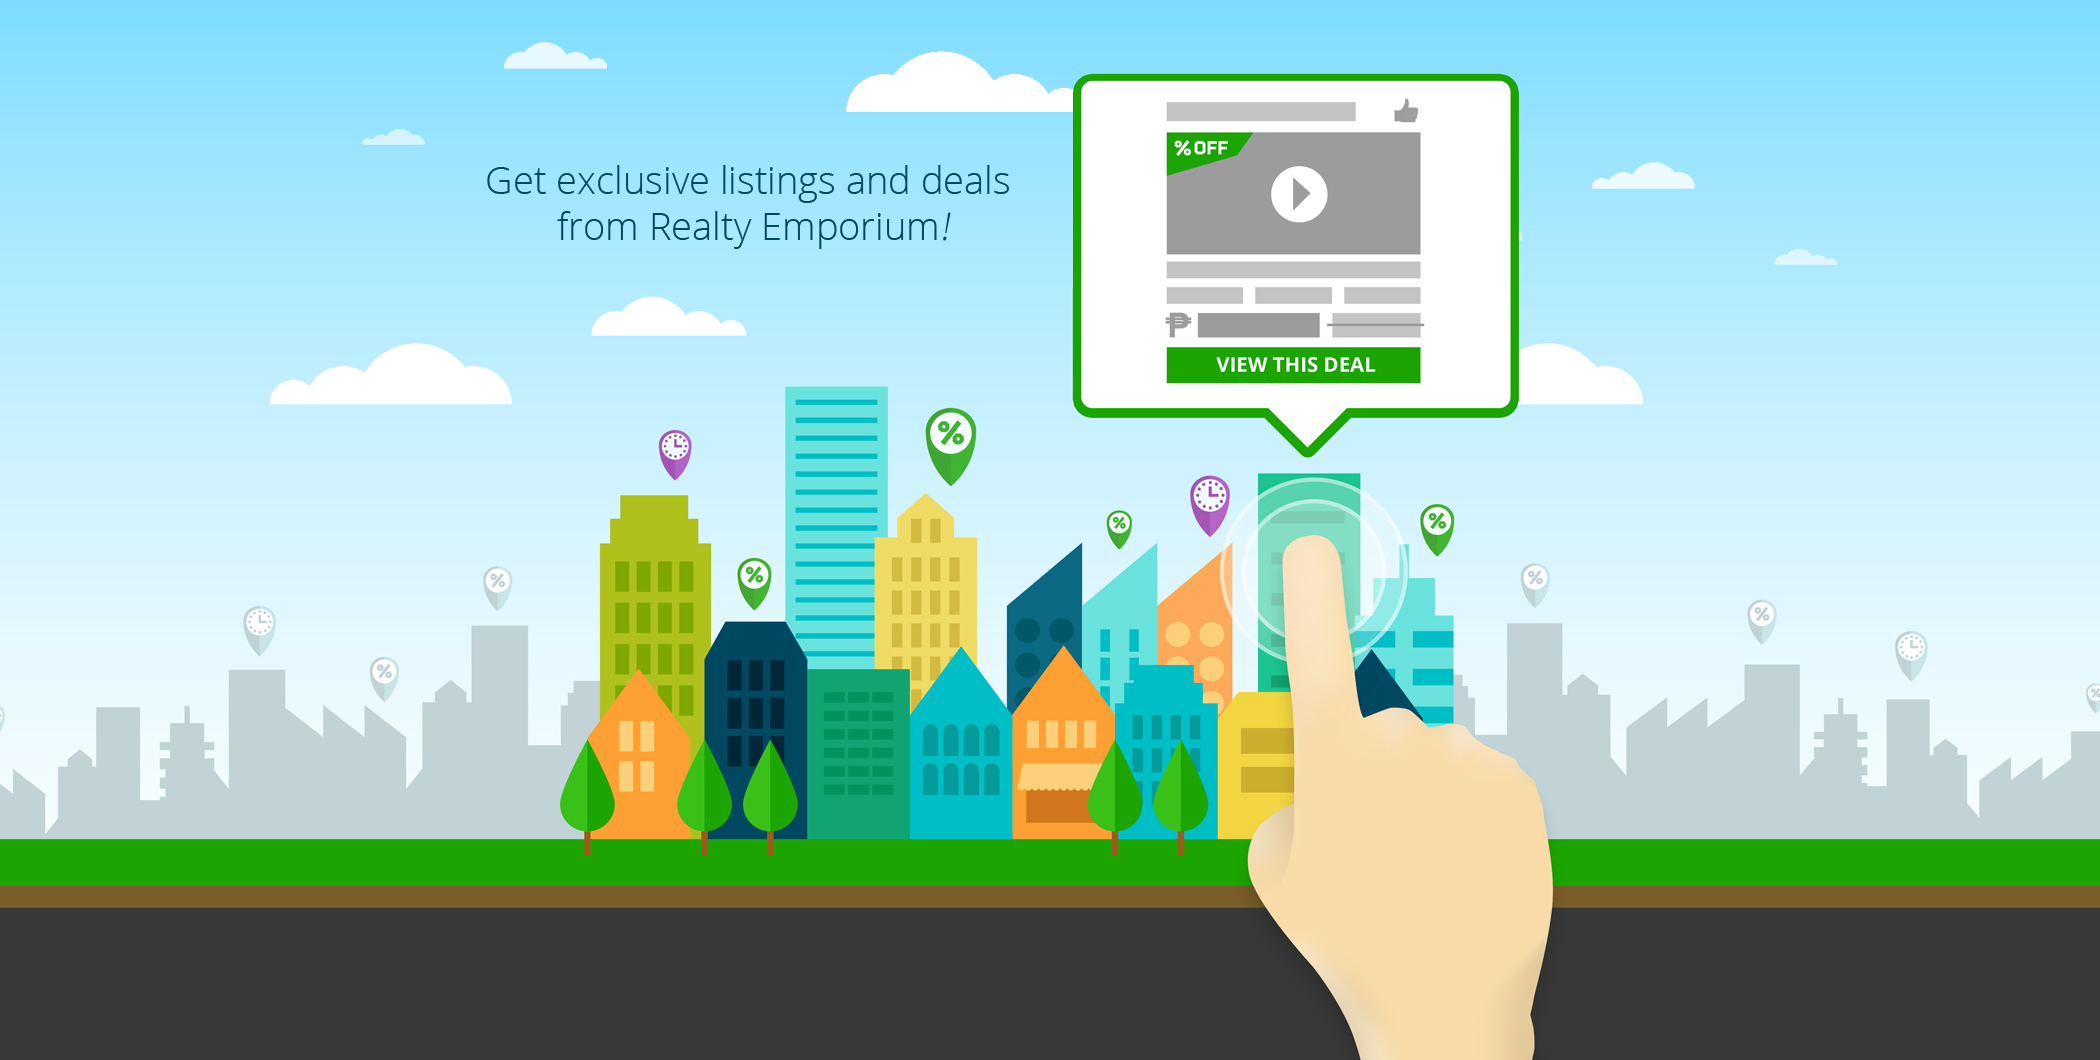 Get exclusive listings and deals
from Realty Emporium!
% OFF
₱
VIEW THIS DEAL
%
%
%
%
%
%
%
%
%